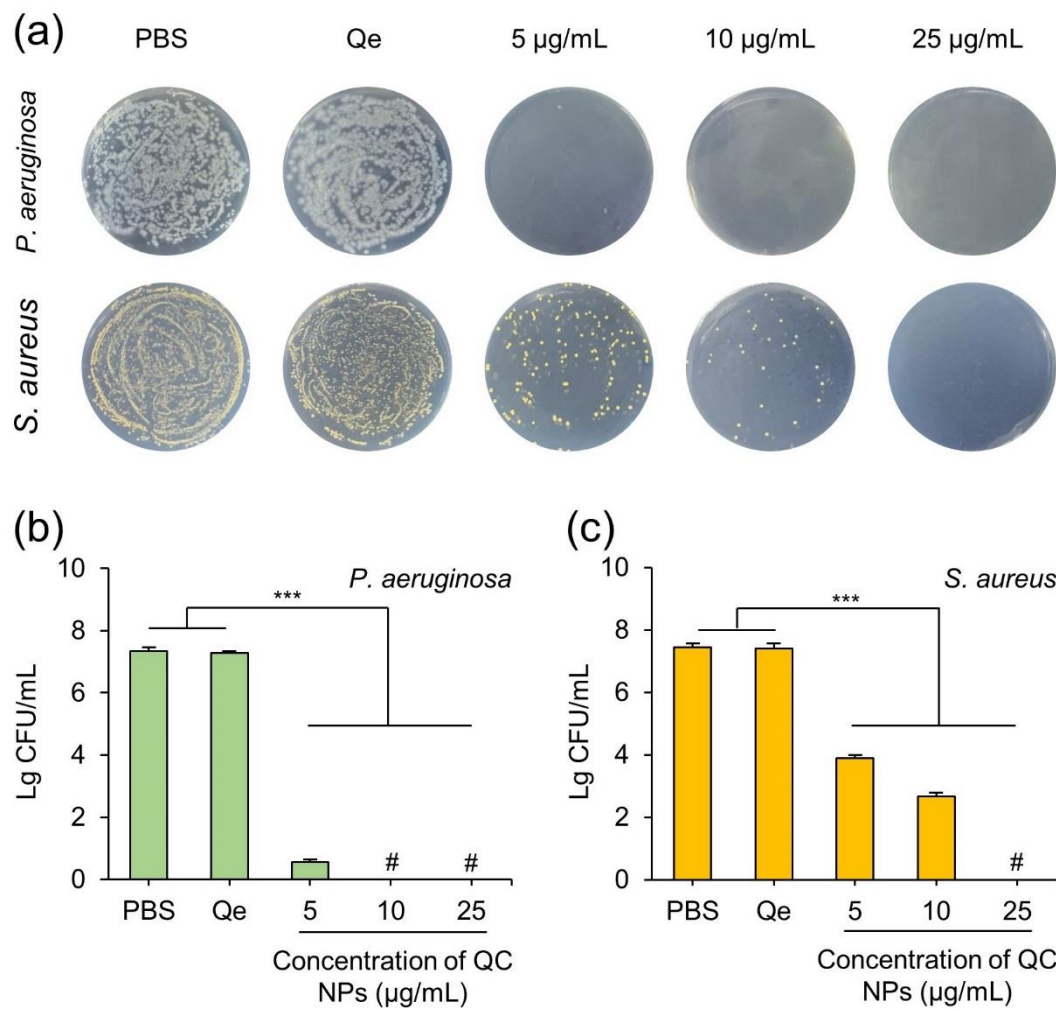 (a)
PBS Qe 5 µg/mL 10 µg/mL 25 µg/mL
P. aeruginosa
S. aureus
(b)
10
8
6
4
2
0
Lg CFU/mL
P. aeruginosa
***
# #
PBS Qe 5 10 25
Concentration of QC
NPs (µg/mL)
(c)
10
8
6
4
2
0
Lg CFU/mL
S. aureus
***
#
PBS Qe 5 10 25
Concentration of QC
NPs (µg/mL)